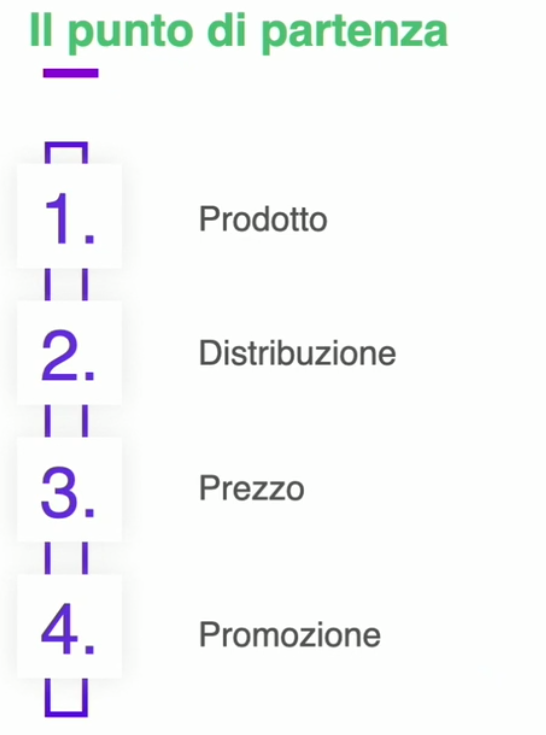 Il punto di partenza
1. Prodotto
2. Distribuzione
3. Prezzo
4. Promozione